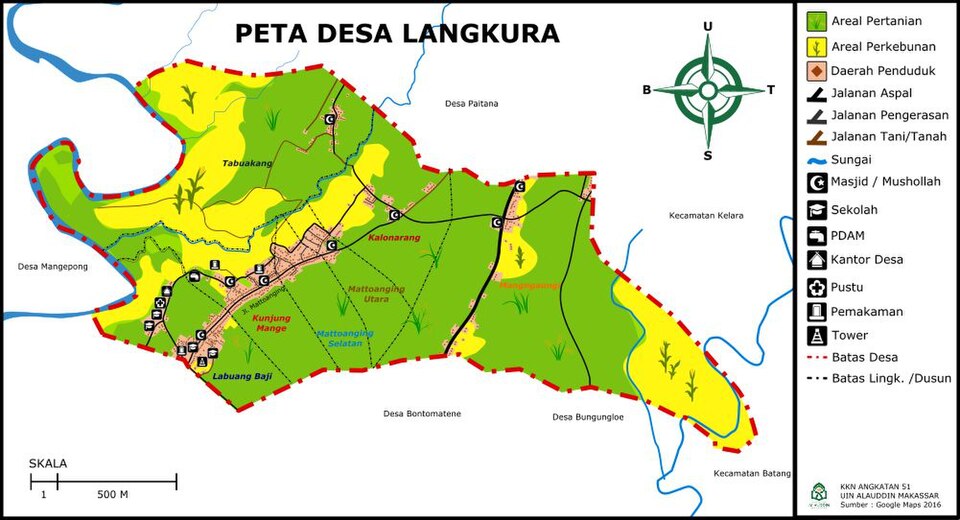 PETA DESA LANGKURA
U
B
T
S
Desa Paitana
Tabuakang
Kecamatan Kelara
Kalonarang
Desa Mangepong
Mangngaungi
Jl. Mattoanging
Mattoanging
Utara
Kunjung
Mange
Mattoanging
Selatan
Labuang Baji
Desa Bontomatene
Desa Bungungloe
Kecamatan Batang
SKALA
1
500 M
Areal Pertanian
Areal Perkebunan
Daerah Penduduk
Jalanan Aspal
Jalanan Pengerasan
Jalanan Tani/Tanah
Sungai
Masjid / Mushollah
Sekolah
PDAM
Kantor Desa
Pustu
Pemakaman
Tower
Batas Desa
Batas Lingk. /Dusun
KKN ANGKATAN 51
UIN ALAUDDIN MAKASSAR
Sumber : Google Maps 2016